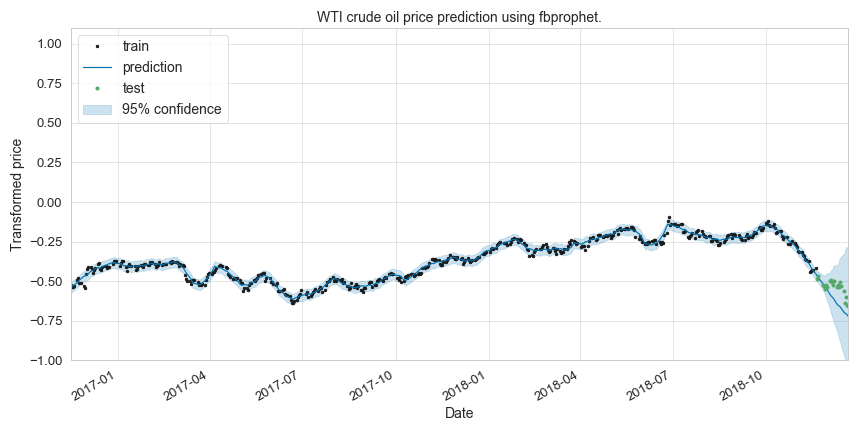 WTI crude oil price prediction using fbprophet.
train
prediction
test
95% confidence
1.00
0.75
0.50
0.25
0.00
−0.25
−0.50
−0.75
−1.00
Transformed price
2017-01
2017-04
2017-07
2017-10
2018-01
2018-04
2018-07
2018-10
Date